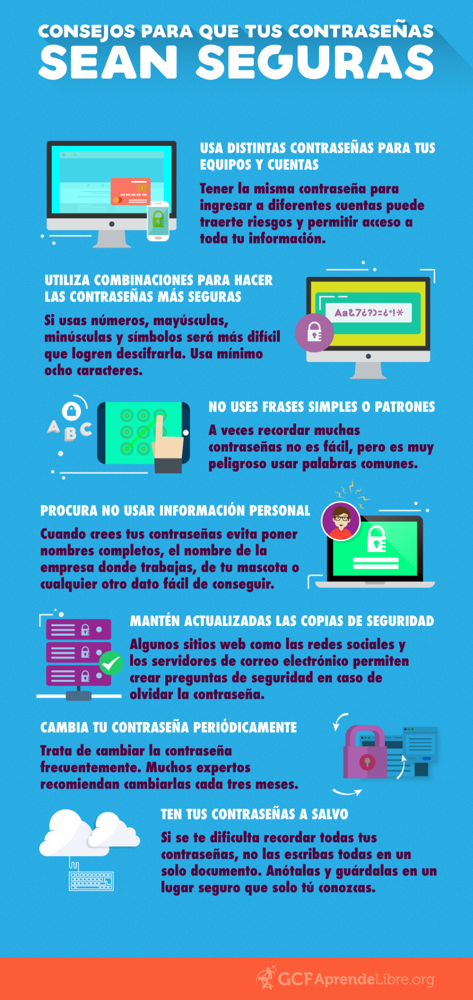 CONSEJOS PARA QUE TUS CONTRASEÑAS
SEAN SEGURAS
USA DISTINTAS CONTRASEÑAS PARA TUS
EQUIPOS Y CUENTAS
Tener la misma contraseña para
ingresar a diferentes cuentas puede
traerte riesgos y permitir acceso a
toda tu información.
UTILIZA COMBINACIONES PARA HACER
LAS CONTRASEÑAS MÁS SEGURAS
Si usas números, mayúsculas,
minúsculas y símbolos será más difícil
que logren descifrarla. Usa mínimo
ocho caracteres.
Aa&7¿?)=¿*!*
A B C
NO USES FRASES SIMPLES O PATRONES
A veces recordar muchas
contraseñas no es fácil, pero es muy
peligroso usar palabras comunes.
PROCURA NO USAR INFORMACIÓN PERSONAL
Cuando crees tus contraseñas evita poner
nombres completos, el nombre de la
empresa donde trabajas, de tu mascota o
cualquier otro dato fácil de conseguir.
MANTÉN ACTUALIZADAS LAS COPIAS DE SEGURIDAD
Algunos sitios web como las redes sociales y
los servidores de correo electrónico permiten
crear preguntas de seguridad en caso de
olvidar la contraseña.
CAMBIA TU CONTRASEÑA PERIÓDICAMENTE
Trata de cambiar la contraseña
frecuentemente. Muchos expertos
recomiendan cambiarlas cada tres meses.
TEN TUS CONTRASEÑAS A SALVO
Si se te dificulta recordar todas tus
contraseñas, no las escribas todas en un
solo documento. Anótalas y guárdalas en un
lugar seguro que solo tú conozcas.
GCFAprendeLibre.org